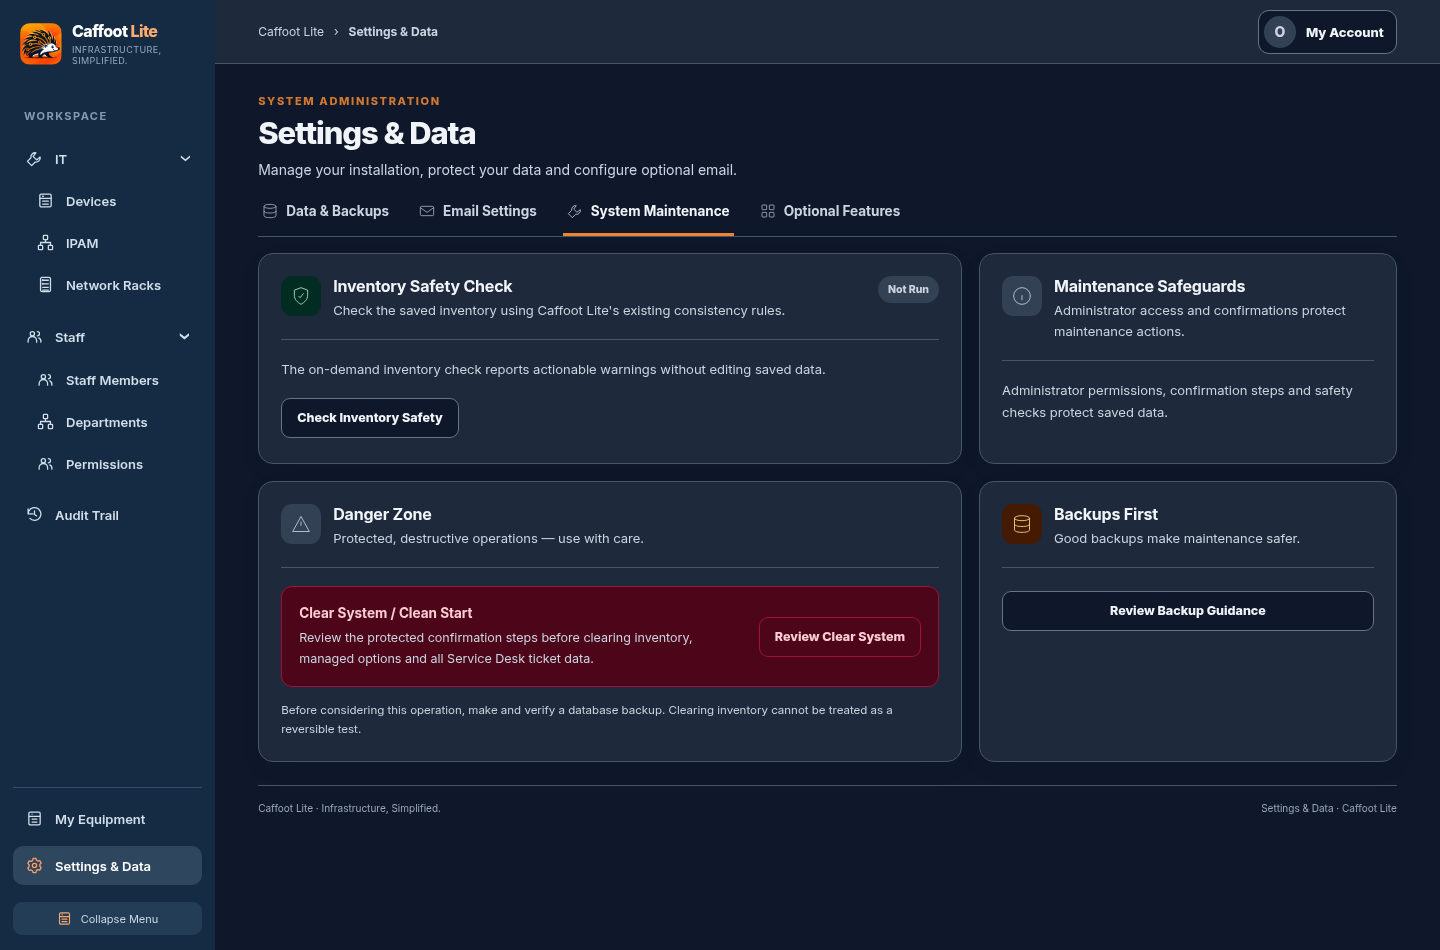 Caffoot Lite
INFRASTRUCTURE,
SIMPLIFIED.
WORKSPACE
IT
Devices
IPAM
Network Racks
Staff
Staff Members
Departments
Permissions
Audit Trail
My Equipment
Settings & Data
Collapse Menu
Caffoot Lite › Settings & Data
O My Account
SYSTEM ADMINISTRATION
Settings & Data
Manage your installation, protect your data and configure optional email.
Data & Backups Email Settings System Maintenance Optional Features
Inventory Safety Check
Not Run
Check the saved inventory using Caffoot Lite's existing consistency rules.
The on-demand inventory check reports actionable warnings without editing saved data.
Check Inventory Safety
Maintenance Safeguards
Administrator access and confirmations protect
maintenance actions.
Administrator permissions, confirmation steps and safety
checks protect saved data.
Danger Zone
Protected, destructive operations — use with care.
Clear System / Clean Start
Review the protected confirmation steps before clearing inventory,
managed options and all Service Desk ticket data.
Review Clear System
Before considering this operation, make and verify a database backup. Clearing inventory cannot be treated as a
reversible test.
Backups First
Good backups make maintenance safer.
Review Backup Guidance
Caffoot Lite · Infrastructure, Simplified.
Settings & Data · Caffoot Lite